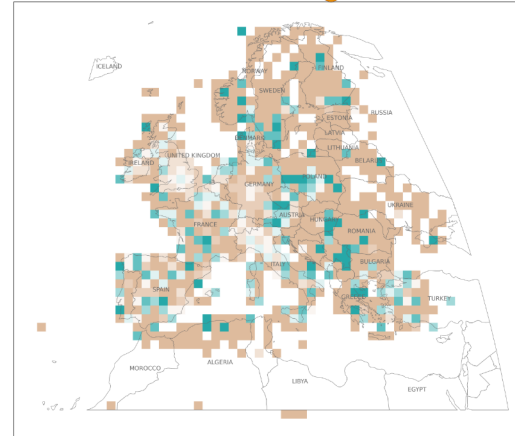 ICELAND
NORWAY
FINLAND
SWEDEN
RUSSIA
ESTONIA
LATVIA
DENMARK
LITHUANIA
UNITED KINGDOM
IRELAND
BELARUS
POLAND
GERMANY
UKRAINE
AUSTRIA
FRANCE
HUNGARY
ROMANIA
BULGARIA
ITALY
SPAIN
GREECE
TURKEY
ALGERIA
MOROCCO
LIBYA
EGYPT